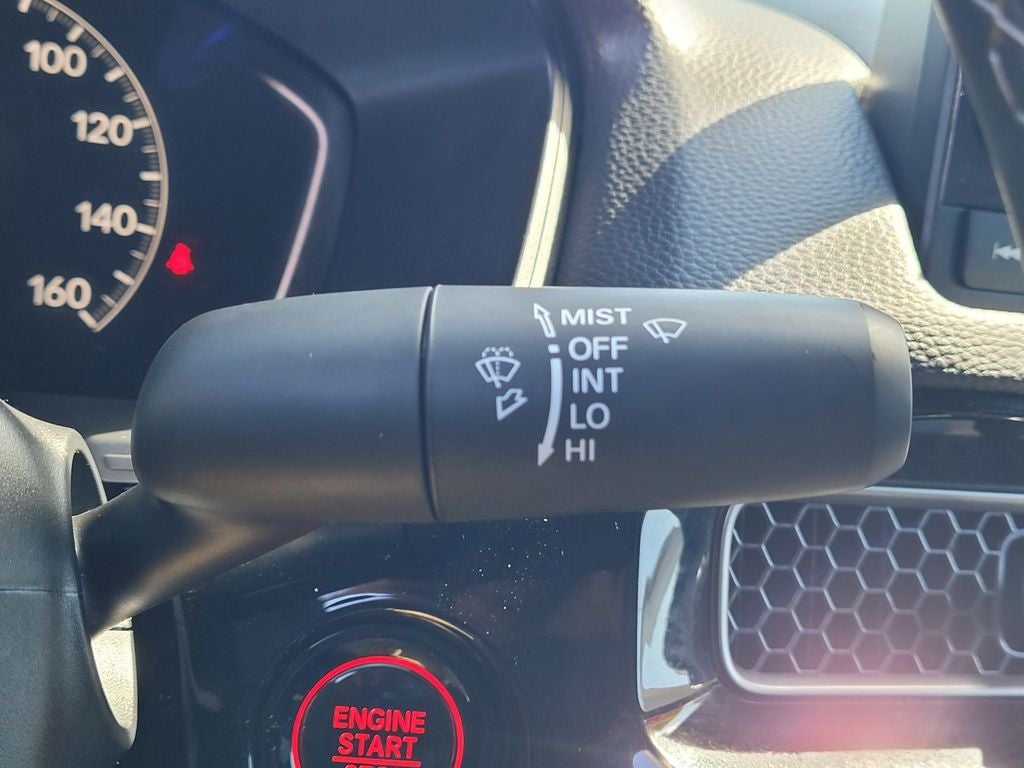 100
120
140
160
MIST
OFF
INT
LO
HI
ENGINE
START